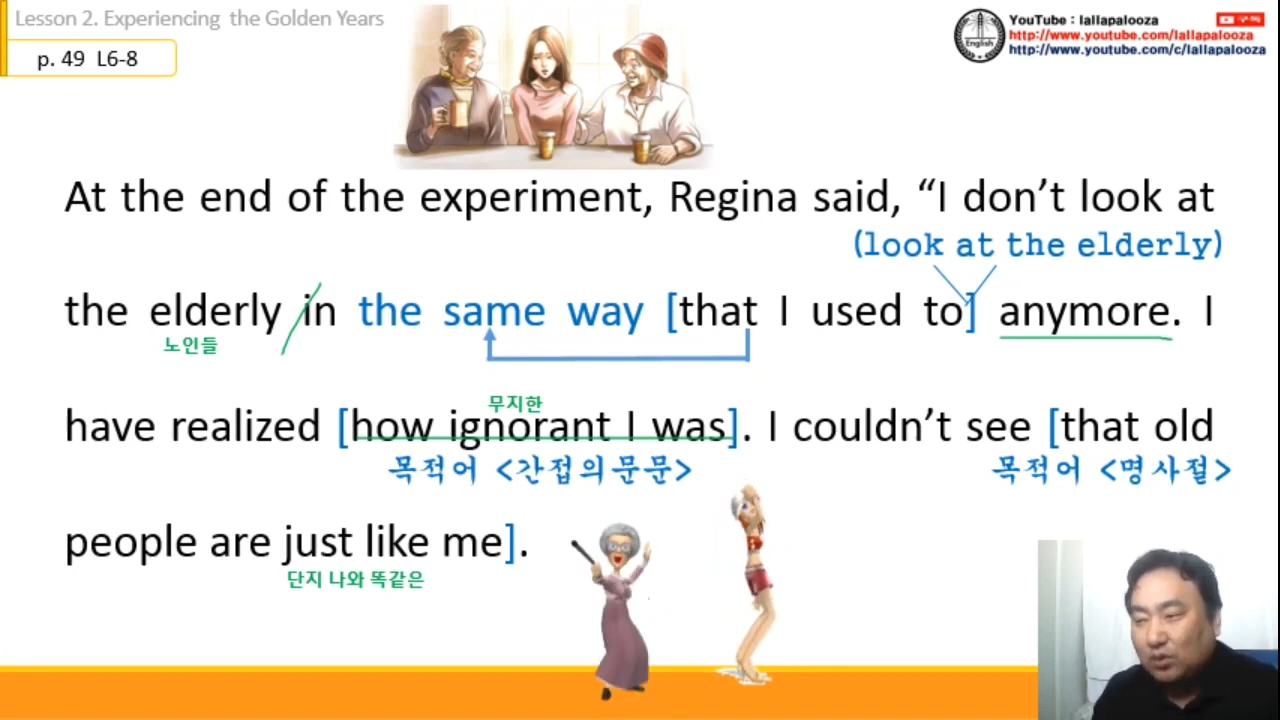 Lesson 2. Experiencing the Golden Years
p. 49 L6-8
English
YouTube : lallapalooza
구독
http://www.youtube.com/lallapalooza
http://www.youtube.com/c/lallapalooza
At the end of the experiment, Regina said, “I don’t look at
(look at the elderly)
the elderly in the same way [that I used to] anymore. I
노인들
무지한
have realized [how ignorant I was]. I couldn’t see [that old
목적어 <간접의문문>
목적어 <명사절>
people are just like me].
단지 나와 똑같은